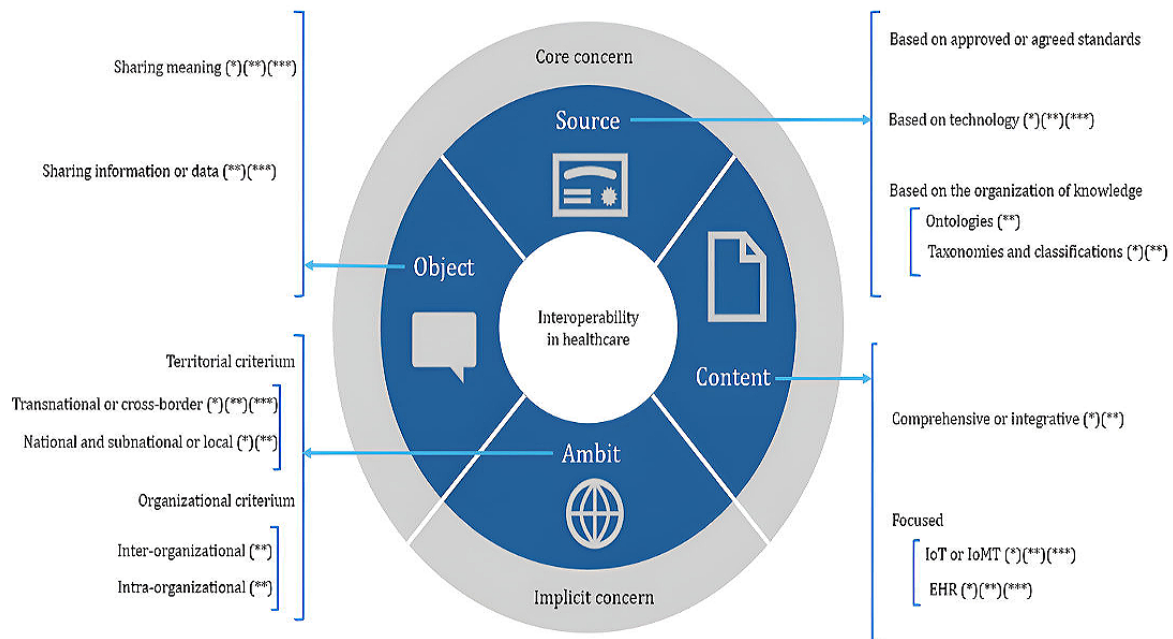 Core concern
Source
Object
Interoperability
in healthcare
Content
Ambit
Implicit concern
Sharing meaning (*)(**)(***)
Sharing information or data (**)(***)
Territorial criterium
Transnational or cross-border (*)(**)(***)
National and subnational or local (*)(**)
Organizational criterium
Inter-organizational (**)
Intra-organizational (**)
Based on approved or agreed standards
Based on technology (*)(**)(***)
Based on the organization of knowledge
Ontologies (**)
Taxonomies and classifications (*)(**)
Comprehensive or integrative (*)(**)
Focused
IoT or IoMT (*)(**)(***)
EHR (*)(**)(***)